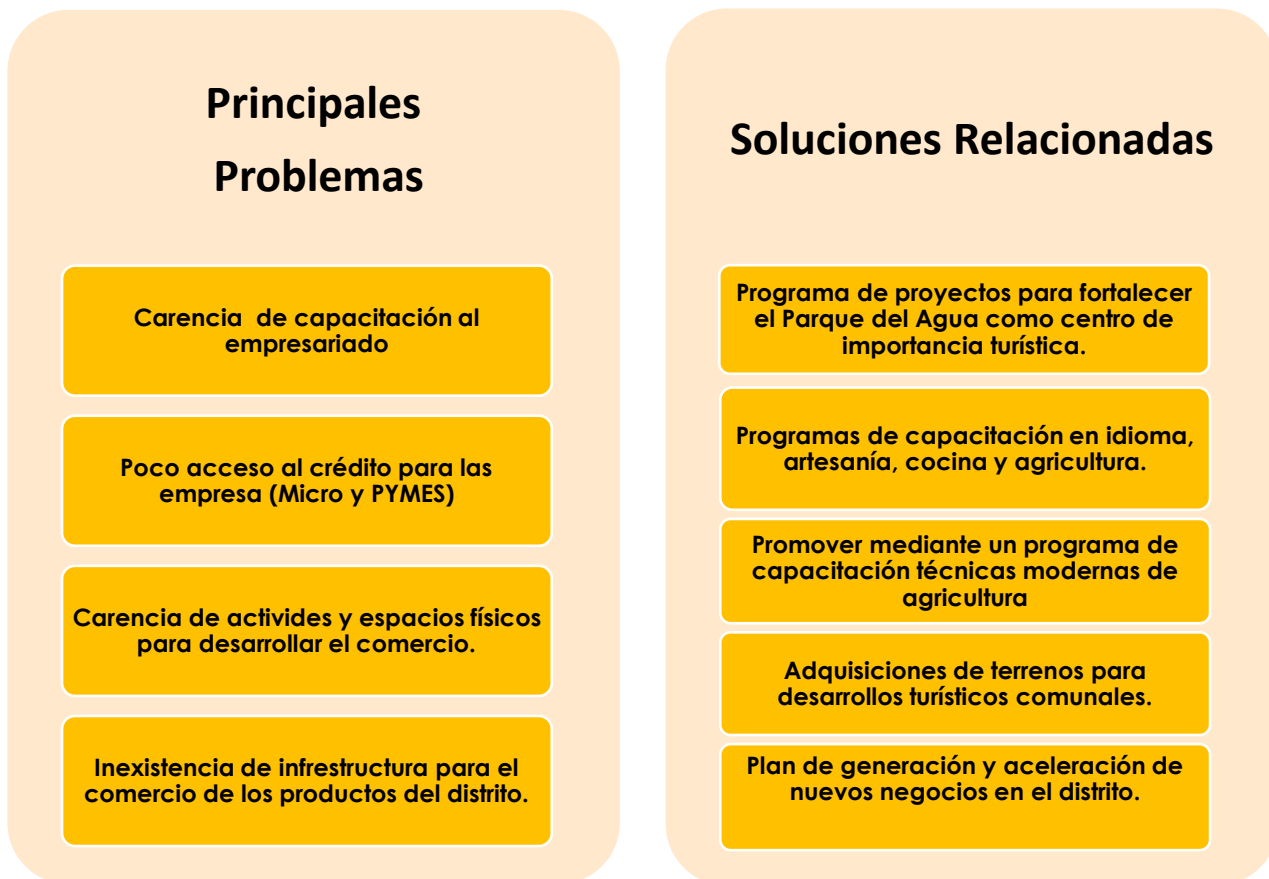 Principales
Problemas
Carencia de capacitación al
empresariado
Poco acceso al crédito para las
empresa (Micro y PYMES)
Carencia de activides y espacios físicos
para desarrollar el comercio.
Inexistencia de infrestructura para el
comercio de los productos del distrito.
Soluciones Relacionadas
Programa de proyectos para fortalecer
el Parque del Agua como centro de
importancia turística.
Programas de capacitación en idioma,
artesanía, cocina y agricultura.
Promover mediante un programa de
capacitación técnicas modernas de
agricultura
Adquisiciones de terrenos para
desarrollos turísticos comunales.
Plan de generación y aceleración de
nuevos negocios en el distrito.